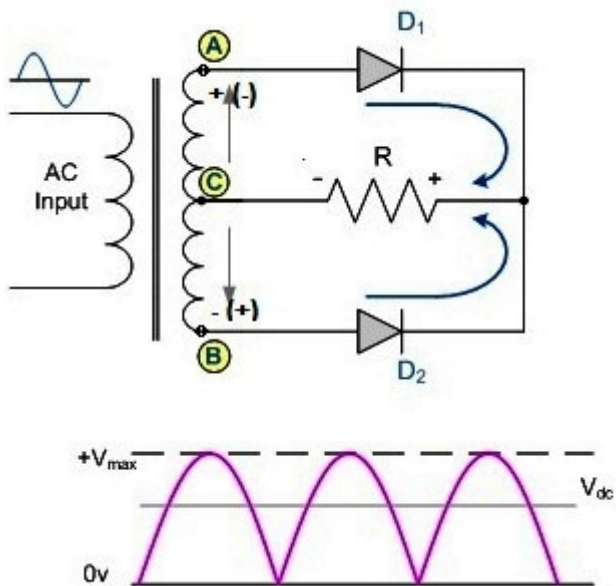 A
D₁
+ (-)
AC
Input
C
R
- +
- (+)
B
D₂
+Vmax
Vdc
0v